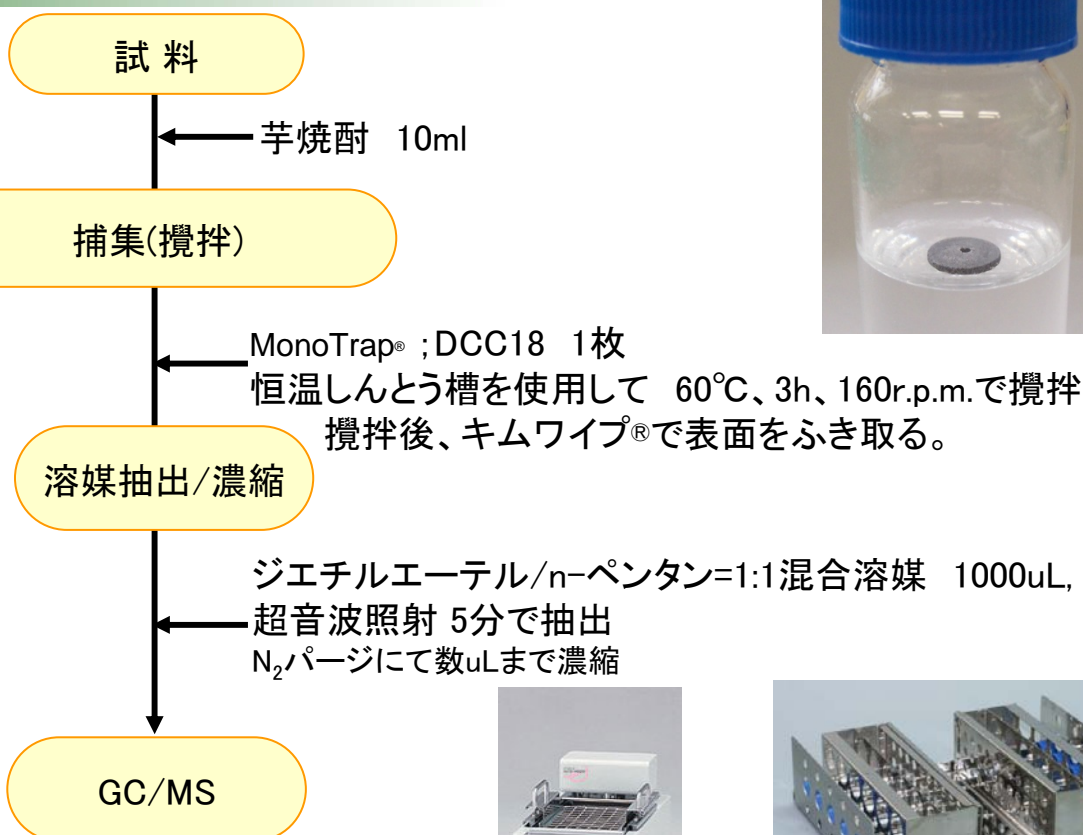 試 料
芋焼酎 10ml
捕集(攪拌)
MonoTrap® ;DCC18 1枚
恒温しんとう槽を使用して 60℃、3h、160r.p.m.で攪拌
攪拌後、キムワイプ®で表面をふき取る。
溶媒抽出/濃縮
ジエチルエーテル/n-ペンタン=1:1混合溶媒 1000uL,
超音波照射 5分で抽出
N₂パージにて数uLまで濃縮
GC/MS